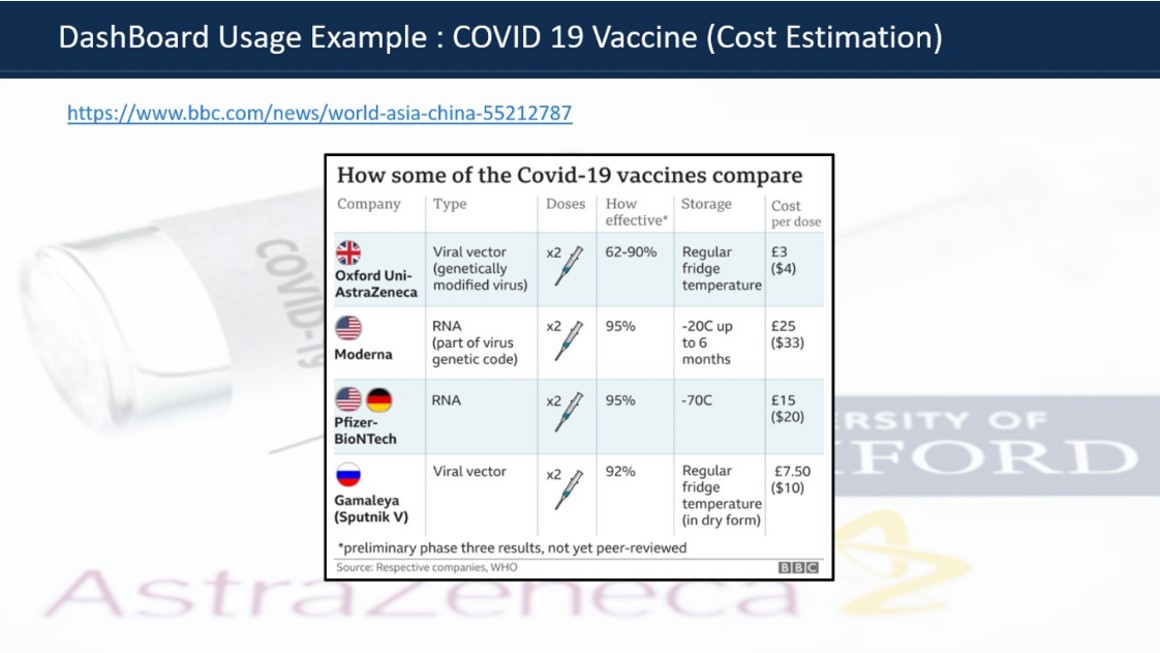 DashBoard Usage Example : COVID 19 Vaccine (Cost Estimation)
https://www.bbc.com/news/world-asia-china-55212787
How some of the Covid-19 vaccines compare
Company Type Doses How effective* Storage Cost per dose
Oxford Uni-AstraZeneca Viral vector (genetically modified virus) x2 62-90% Regular fridge temperature £3 ($4)
Moderna RNA (part of virus genetic code) x2 95% -20C up to 6 months £25 ($33)
Pfizer-BioNTech RNA x2 95% -70C £15 ($20)
Gamaleya (Sputnik V) Viral vector x2 92% Regular fridge temperature (in dry form) £7.50 ($10)
*preliminary phase three results, not yet peer-reviewed
Source: Respective companies, WHO
BBC
COVID-19
ERSITY OF
FORD
AstraZeneca